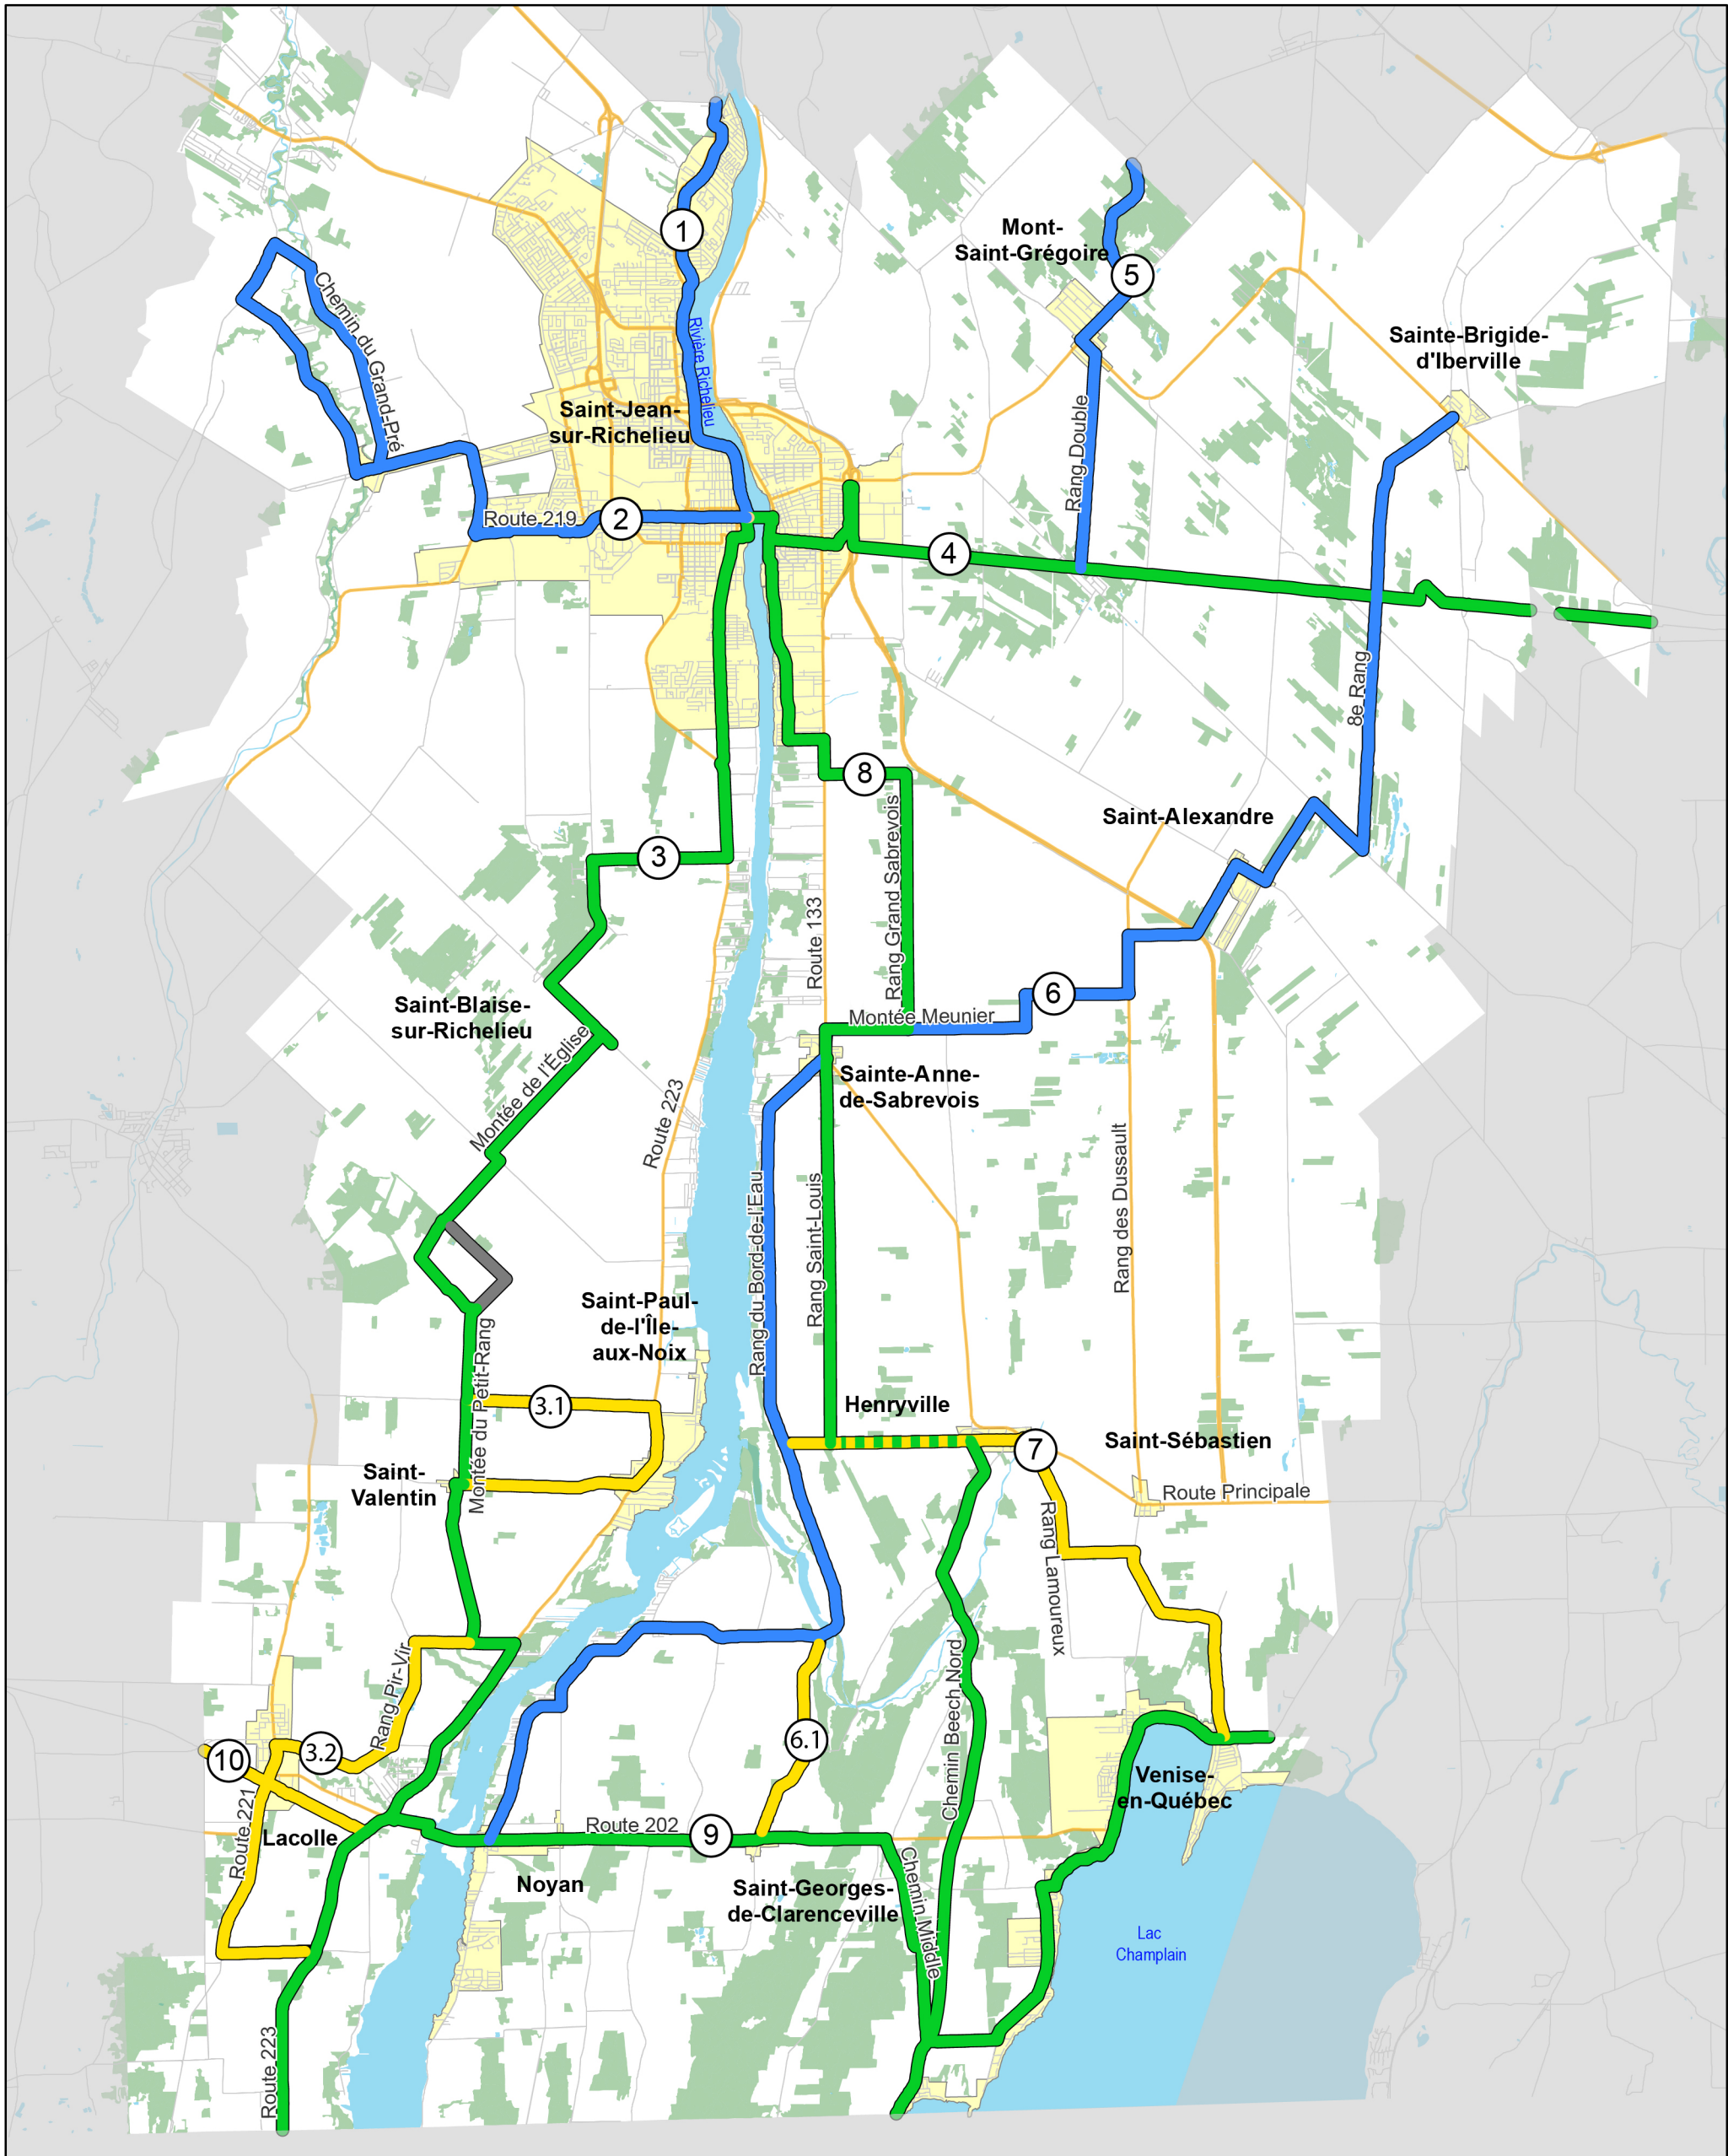 1
Mont-
Saint-Grégoire
5
Chemin du Grand-Pré
Rivière Richelieu
Sainte-Brigide-
d'Iberville
Saint-Jean-
sur-Richelieu
Rang Double
Route 219
2
4
8e Rang
8
Rang Grand Sabrevois
Saint-Alexandre
3
Route 133
Saint-Blaise-
sur-Richelieu
6
Montée Meunier
Montée de l'Église
Sainte-Anne-
de-Sabrevois
Route 223
Rang du Bord-de-l'Eau
Rang Saint-Louis
Rang des Dussault
Saint-Paul-
de-l'Île-
aux-Noix
Montée du Petit-Rang
3.1
Henryville
7
Saint-Sébastien
Saint-
Valentin
Route Principale
Rang Lamoureux
Rang Pir-Vir
Chemin Beech Nord
10
3.2
6.1
Venise-
en-Québec
Route 221
Lacolle
Route 202
9
Noyan
Saint-Georges-
de-Clarenceville
Chemin Middle
Lac
Champlain
Route 223